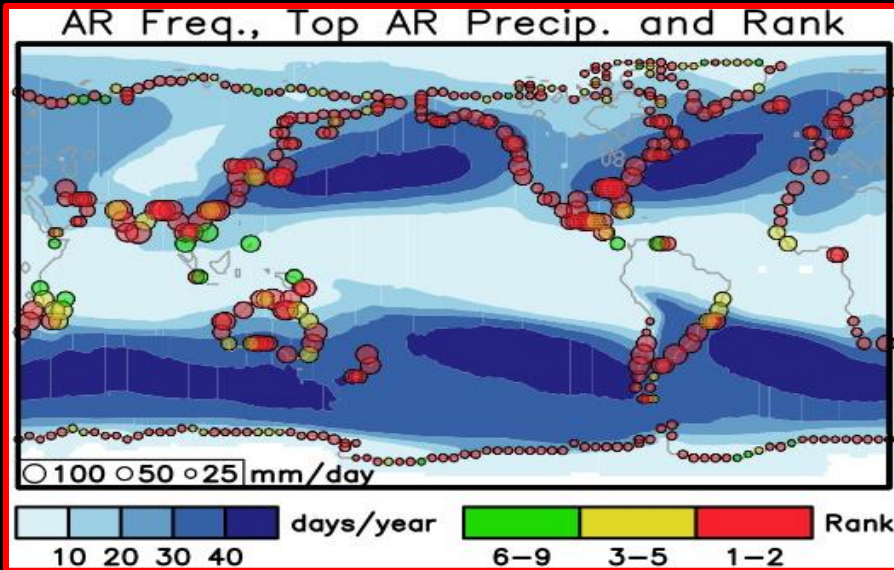 AR Freq., Top AR Precip. and Rank
100 50 25 mm/day
days/year Rank
10 20 30 40 6-9 3-5 1-2